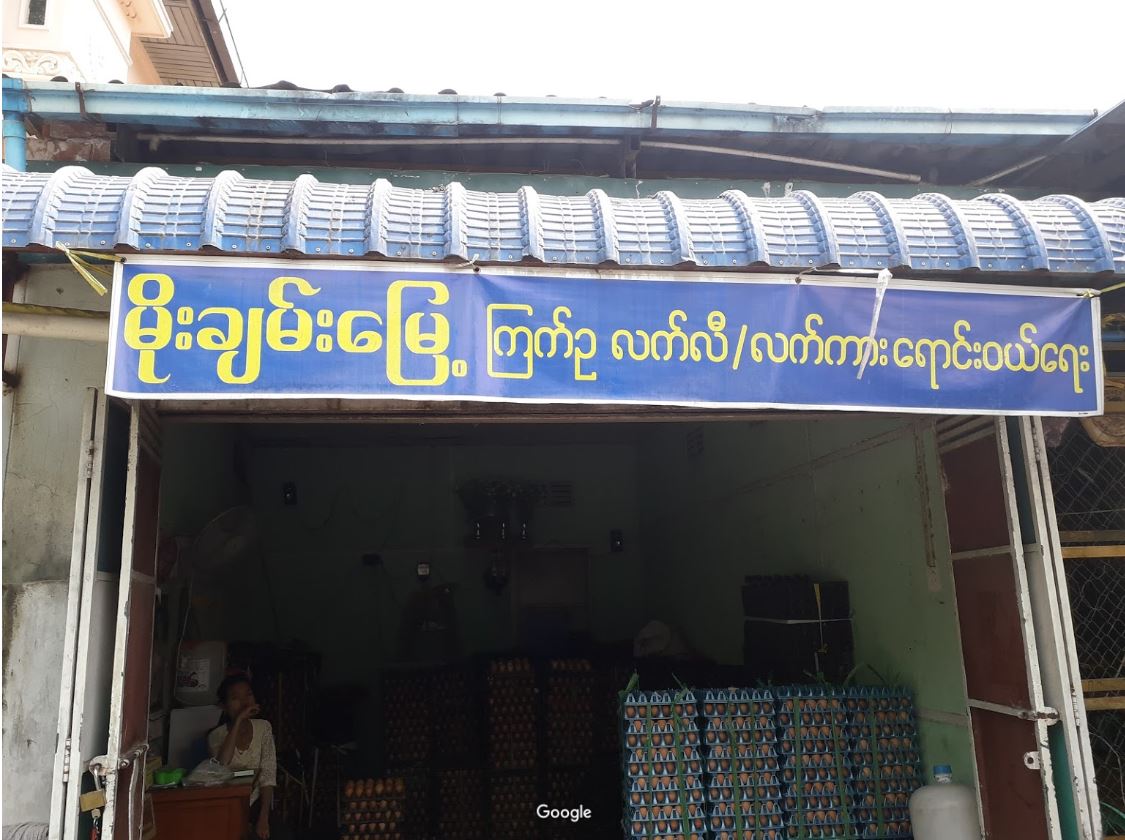 မိုးချမ်းမြေ့ ကြက်ဥ လက်လီ/လက်ကား ရောင်းဝယ်ရေး
Google